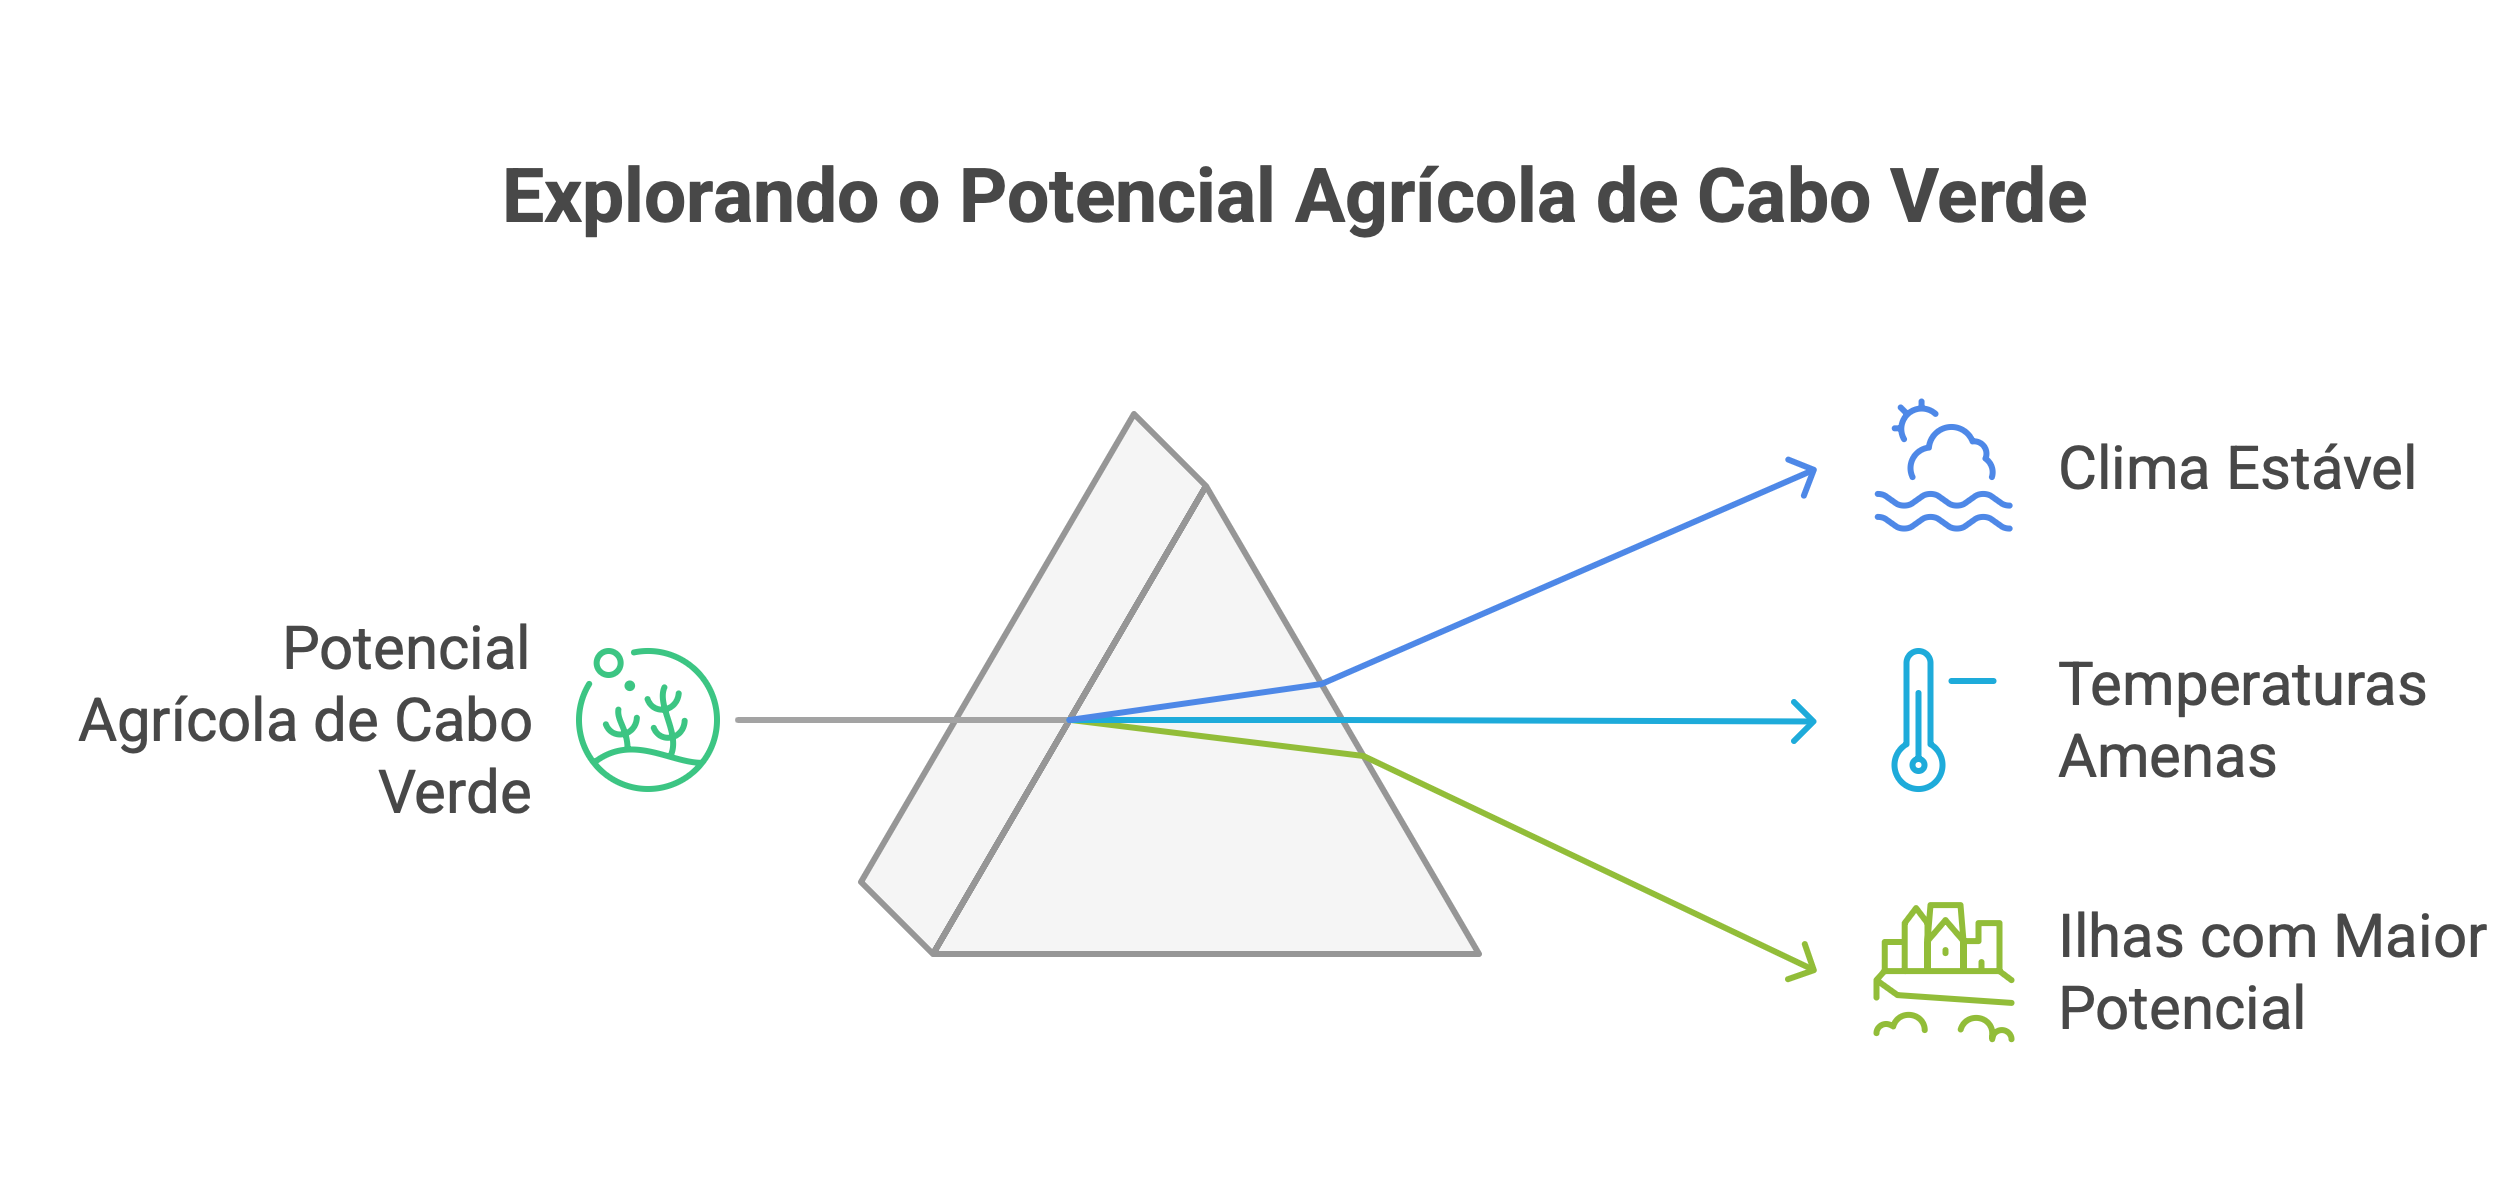 Explorando o Potencial Agrícola de Cabo Verde
Potencial
Agrícola de Cabo
Verde
Clima Estável
Temperaturas
Amenas
Ilhas com Maior
Potencial